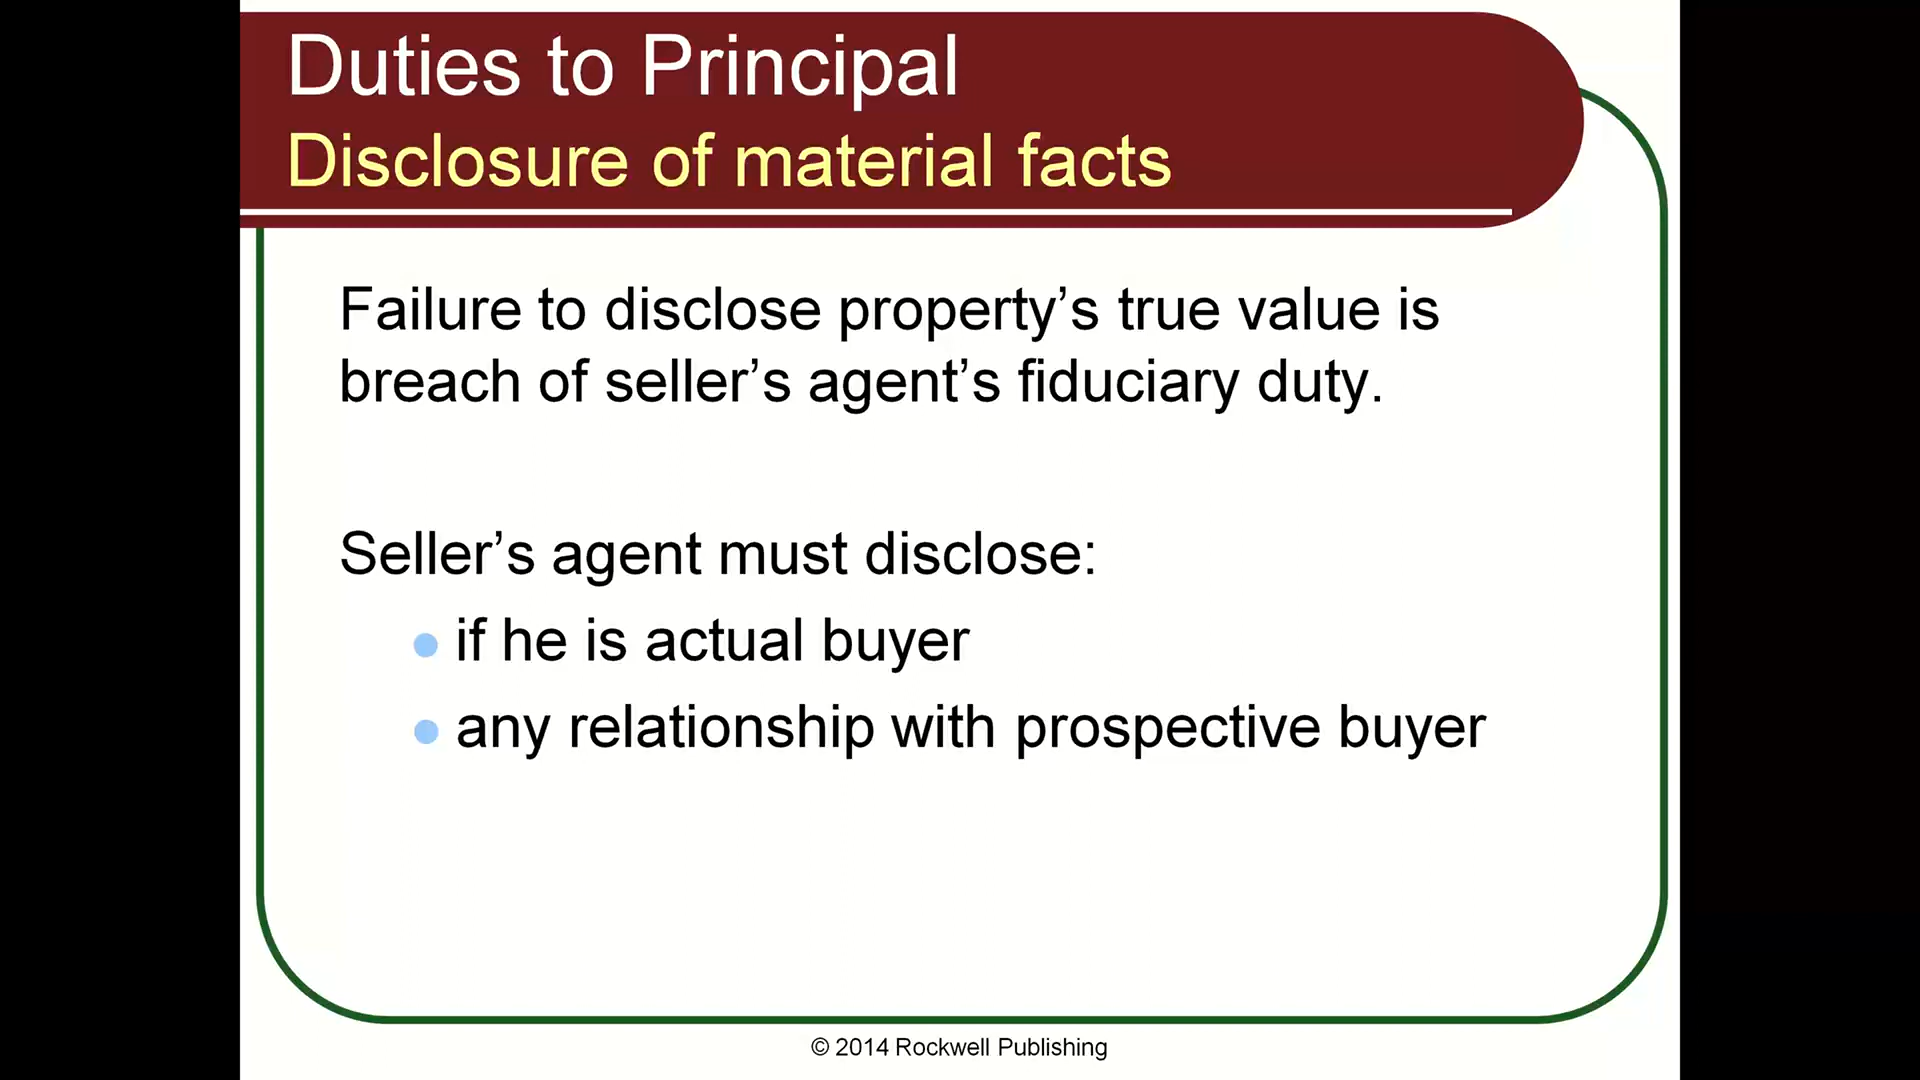 Duties to Principal
Disclosure of material facts
Failure to disclose property’s true value is
breach of seller’s agent’s fiduciary duty.
Seller’s agent must disclose:
● if he is actual buyer
● any relationship with prospective buyer
© 2014 Rockwell Publishing